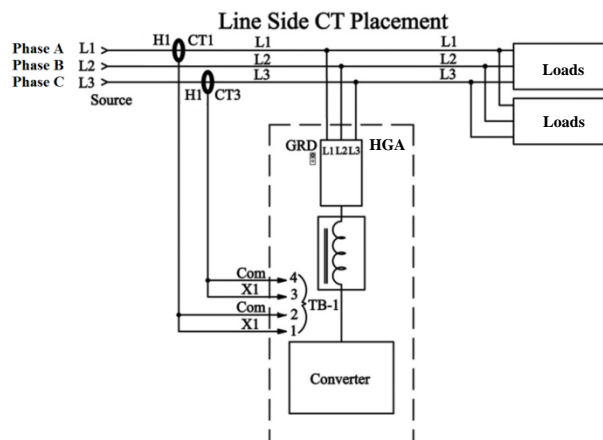 Line Side CT Placement
Phase A L1 H1 CT1 L1 L1
Phase B L2 L2 L2
Phase C L3 L3 L3
Source H1 CT3
Loads
Loads
GRD L1 L2 L3 HGA
Com 4
X1 3
TB-1
Com 2
X1 1
Converter